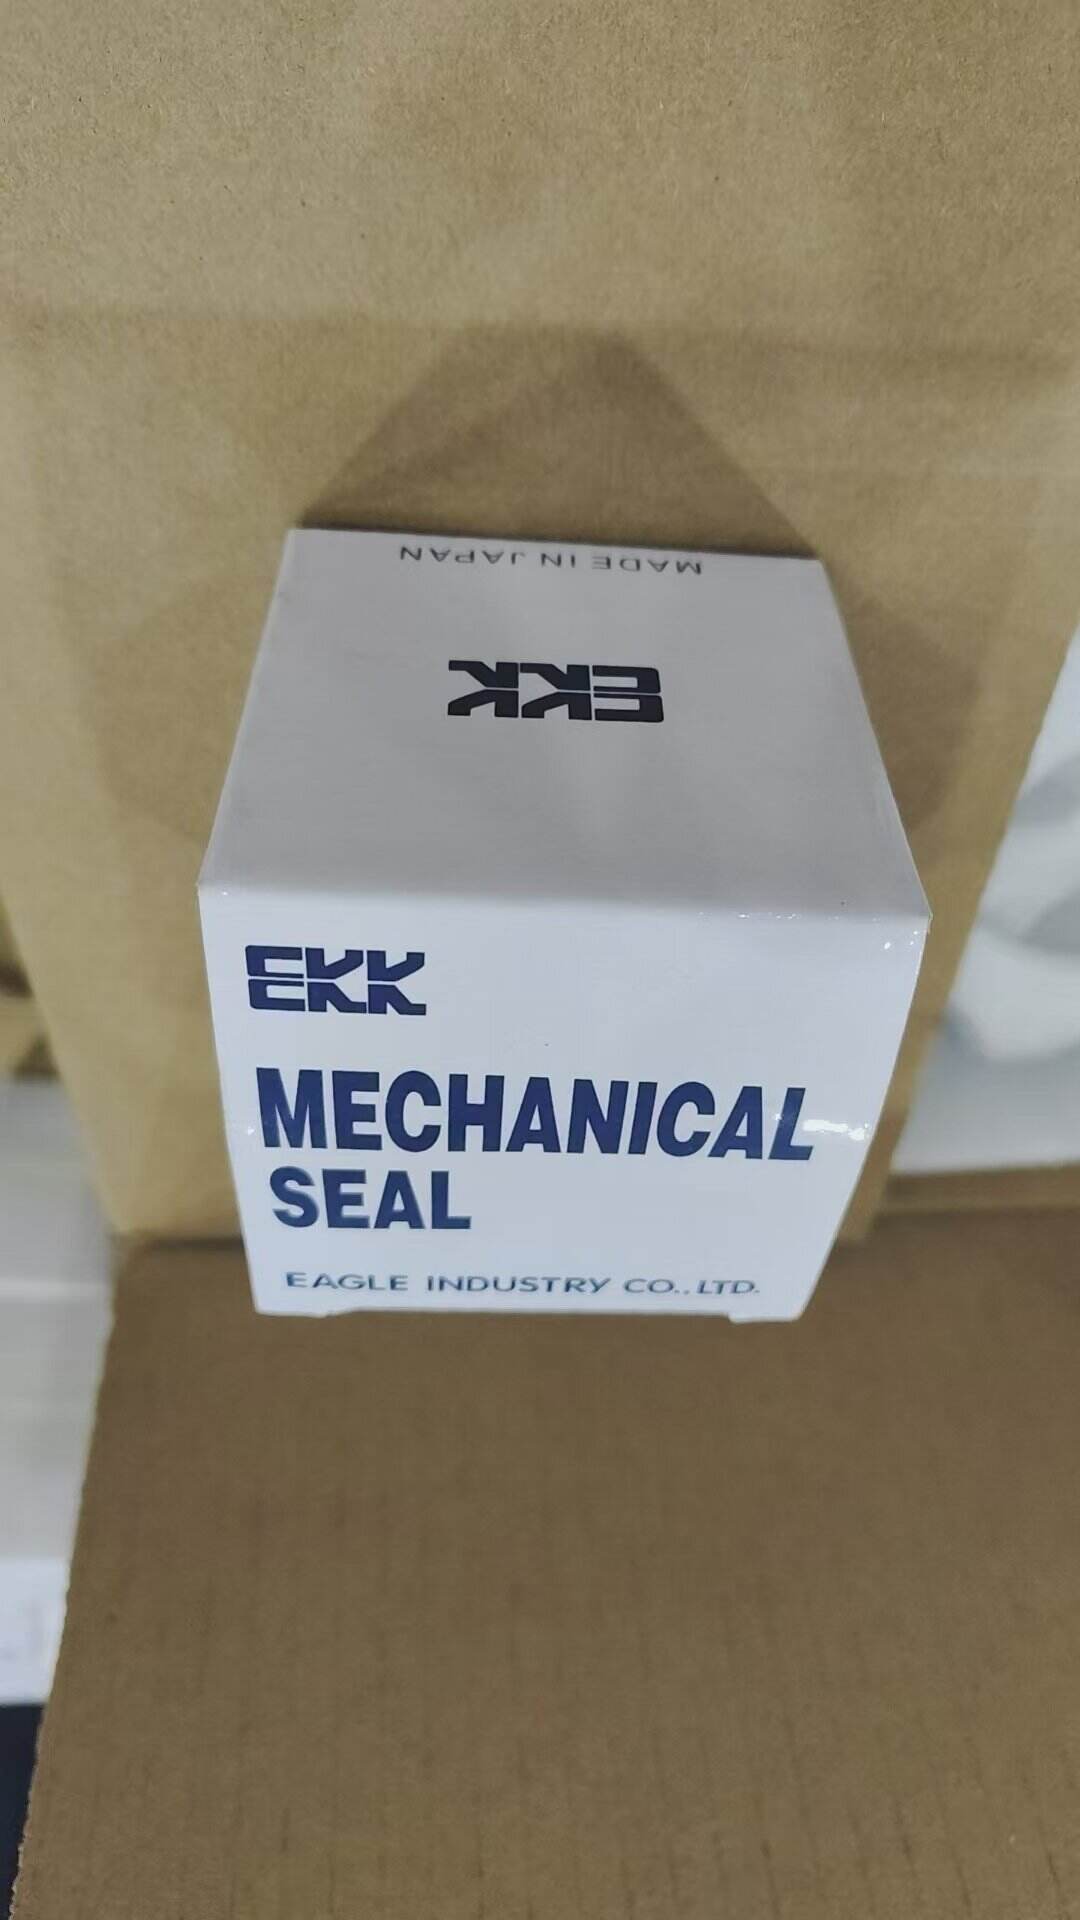 MADE IN JAPAN
EKK
EKK
MECHANICAL
SEAL
EAGLE INDUSTRY CO.,LTD.